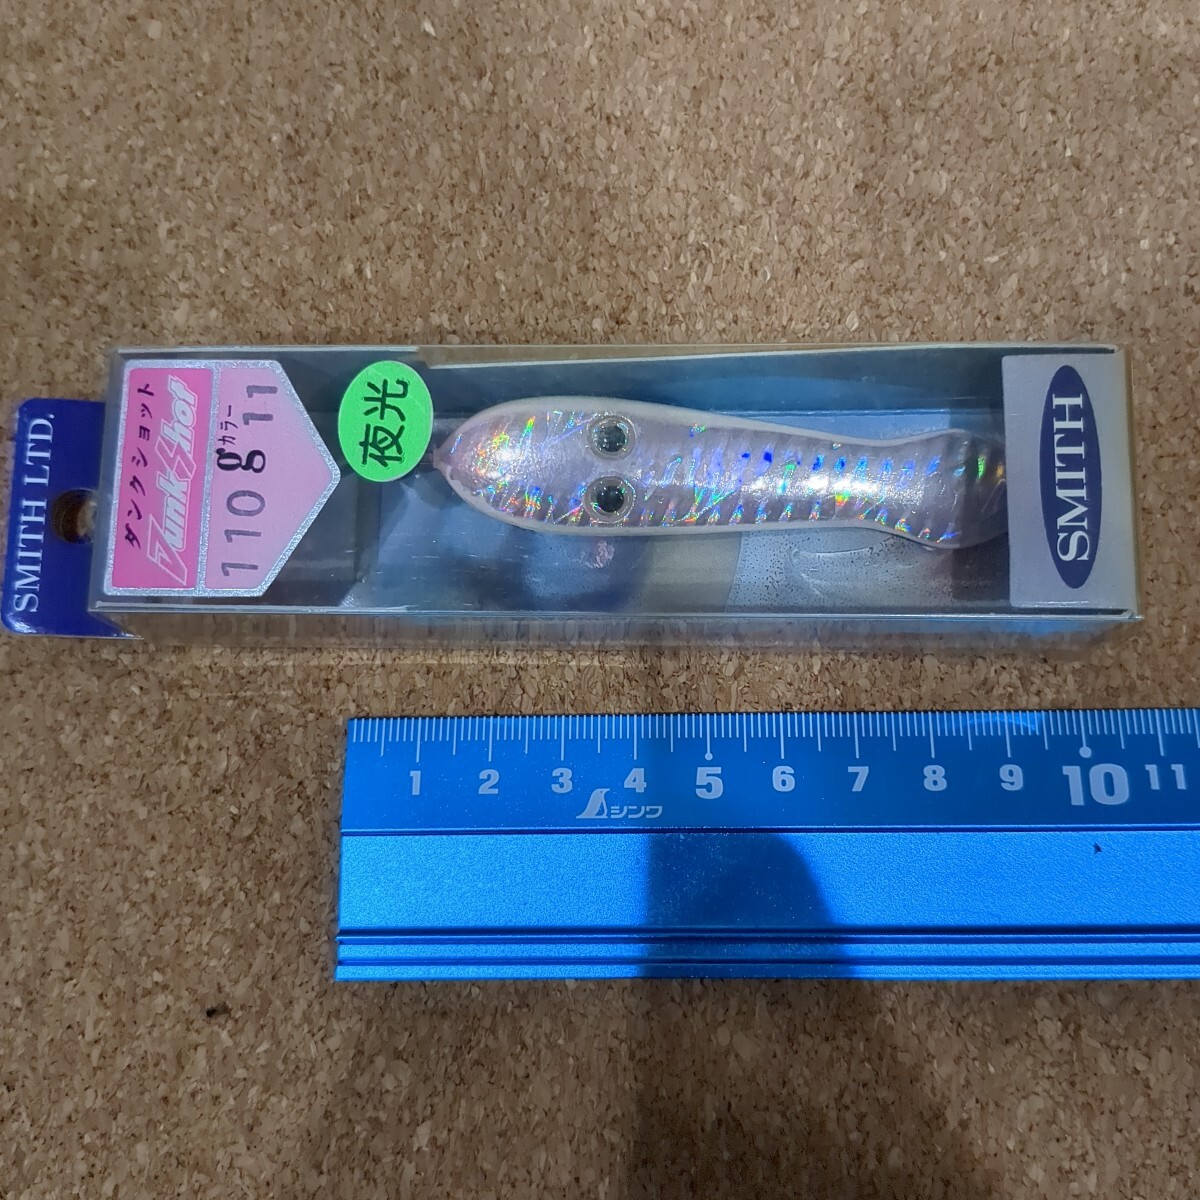 SMITH LTD.
ダンクショット
Dunk Shot
110g カラー 11
夜光
SMITH
1 2 3 4 5 6 7 8 9 10 11
シンワ